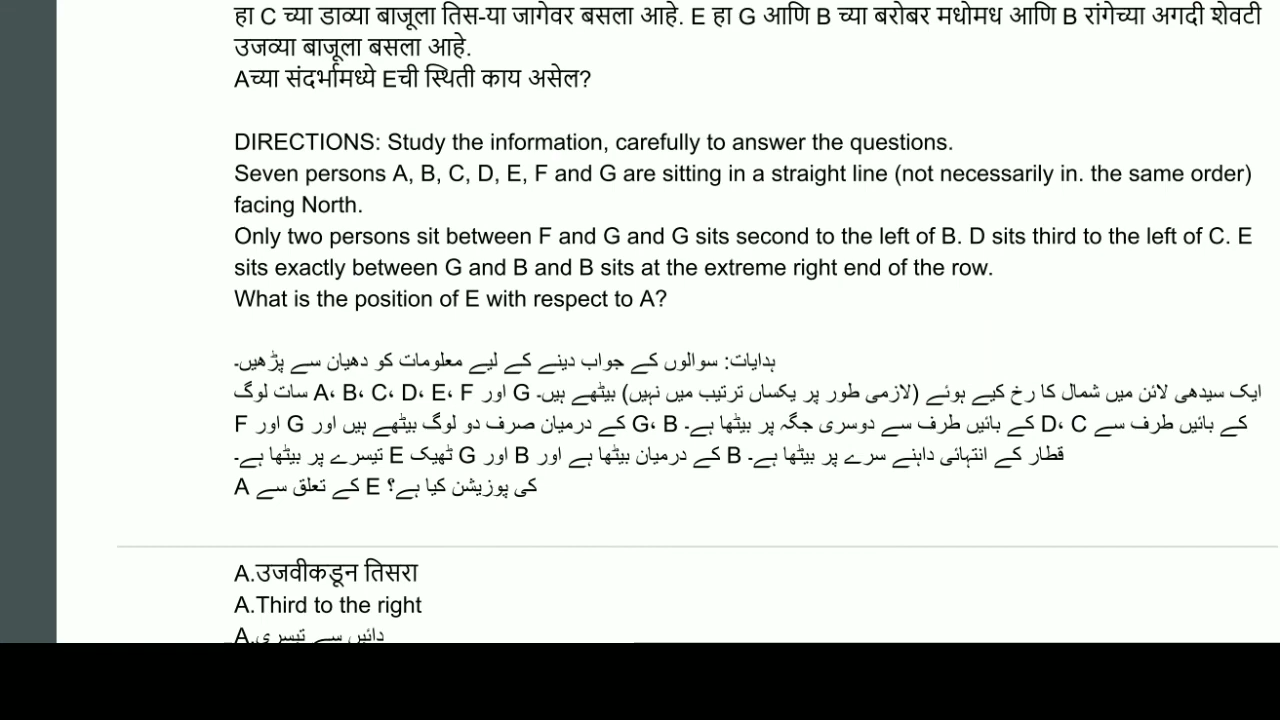 हा C च्या डाव्या बाजूला तिस-या जागेवर बसला आहे. E हा G आणि B च्या बरोबर मधोमध आणि B रांगेच्या अगदी शेवटी
उजव्या बाजूला बसला आहे.
Aच्या संदर्भामध्ये Eची स्थिती काय असेल?
DIRECTIONS: Study the information, carefully to answer the questions.
Seven persons A, B, C, D, E, F and G are sitting in a straight line (not necessarily in. the same order)
facing North.
Only two persons sit between F and G and G sits second to the left of B. D sits third to the left of C. E
sits exactly between G and B and B sits at the extreme right end of the row.
What is the position of E with respect to A?
ہدایات: سوالوں کے جواب دینے کے لیے معلومات کو دھیان سے پڑھیں۔
سات لوگ A، B، C، D، E، F اور G ایک سیدھی لائن میں شمال کا رخ کیے ہوئے (لازمی طور پر یکساں ترتیب میں نہیں) بیٹھے ہیں۔
F اور G کے درمیان صرف دو لوگ بیٹھے ہیں اور G، B کے بائیں طرف سے دوسری جگہ پر بیٹھا ہے۔ D، C کے بائیں طرف سے
تیسرے پر بیٹھا ہے۔ E ٹھیک G اور B کے درمیان بیٹھا ہے اور B قطار کے انتہائی داہنے سرے پر بیٹھا ہے۔
A کے تعلق سے E کی پوزیشن کیا ہے؟
A.उजवीकडून तिसरा
A.Third to the right
A.دائیں سے تیسری